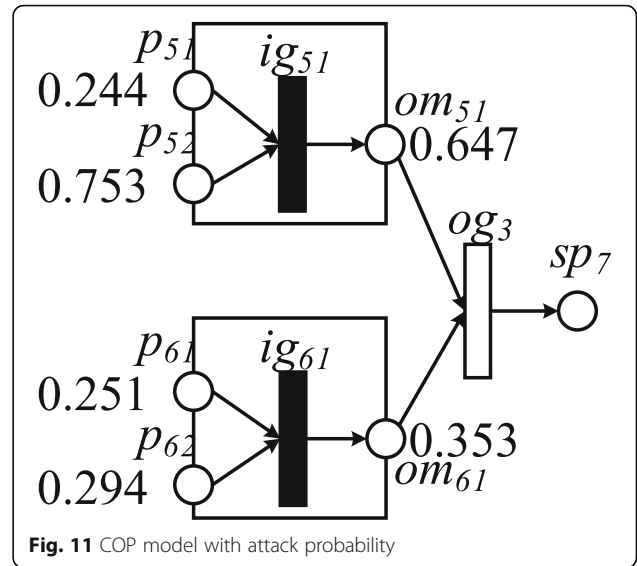 p51
ig51
0.244
om51
p52
0.647
0.753
og3
sp7
p61
ig61
0.251
p62
0.353
om61
0.294
Fig. 11 COP model with attack probability